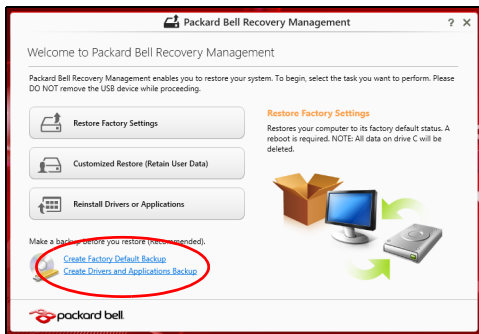 Packard Bell Recovery Management ? ×
Welcome to Packard Bell Recovery Management
Packard Bell Recovery Management enables you to restore your system. To begin, select the task you want to perform. Please
DO NOT remove the USB device while proceeding.
Restore Factory Settings
Customized Restore (Retain User Data)
Reinstall Drivers or Applications
Restore Factory Settings
Restores your computer to its factory default status. A
reboot is required. NOTE: All data on drive C will be
deleted.
Make a backup before you restore (Recommended).
Create Factory Default Backup
Create Drivers and Applications Backup
packard bell